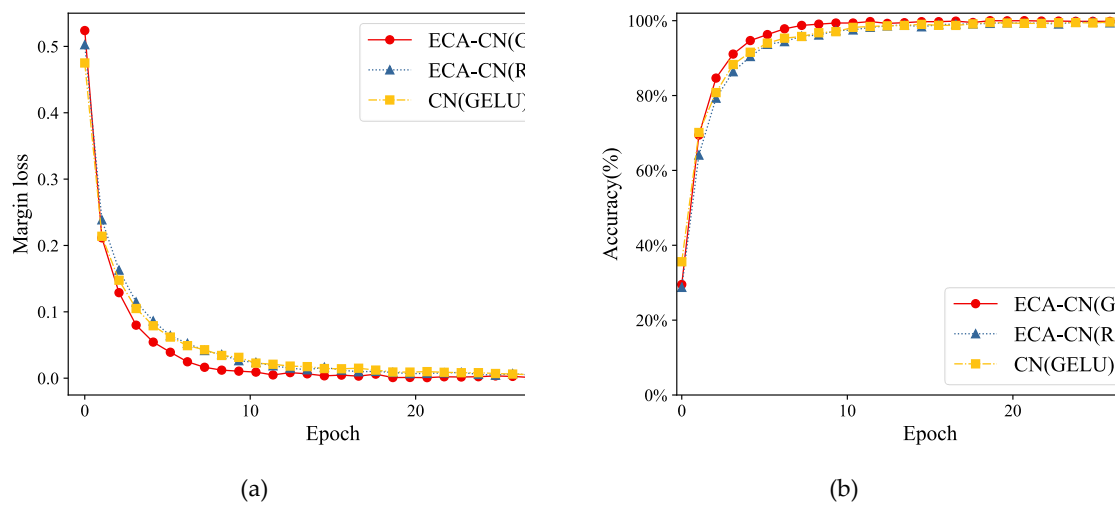 0.5
0.4
0.3
0.2
0.1
0.0
Margin loss
0
10
20
Epoch
ECA-CN(G
ECA-CN(R
CN(GELU)
(a)
100%
80%
60%
40%
20%
0%
Accuracy(%)
0
10
20
Epoch
ECA-CN(G
ECA-CN(R
CN(GELU)
(b)